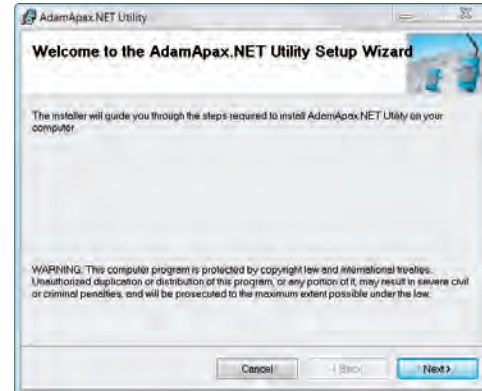 AdamApax.NET Utility
Welcome to the AdamApax.NET Utility Setup Wizard
The installer will guide you through the steps required to install AdamApax.NET Utility on your
computer.
WARNING: This computer program is protected by copyright law and international treaties.
Unauthorized duplication or distribution of this program, or any portion of it, may result in severe civil
or criminal penalties, and will be prosecuted to the maximum extent possible under the law.
Cancel
< Back
Next >